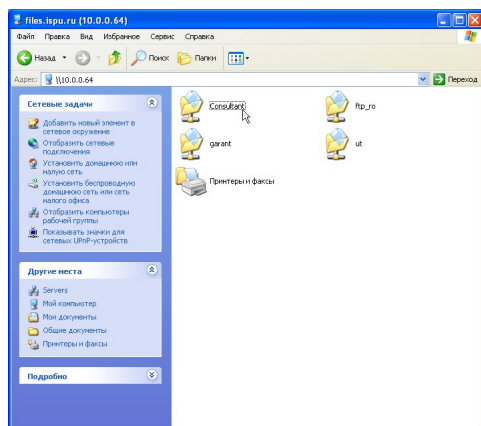 files.ispu.ru (10.0.0.64)
Файл Правка Вид Избранное Сервис Справка
Назад Поиск Папки
Адрес: \\10.0.0.64 Переход
Сетевые задачи
Добавить новый элемент в
сетевое окружение
Отобразить сетевые
подключения
Установить домашнюю или
малую сеть
Установить беспроводную
домашнюю сеть или сеть
малого офиса
Отобразить компьютеры
рабочей группы
Показывать значки для
сетевых UPnP-устройств
Другие места
Servers
Мой компьютер
Мои документы
Общие документы
Принтеры и факсы
Подробно
Consultant ftp_ro
garant ut
Принтеры и факсы